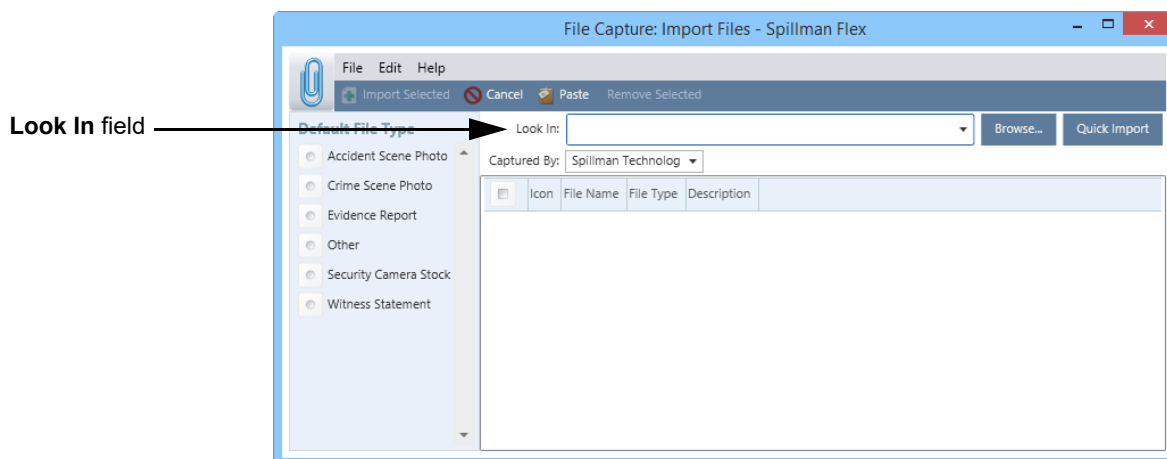 File Capture: Import Files - Spillman Flex
File Edit Help
Import Selected Cancel Paste Remove Selected
Look In field
Default File Type
Look In: Browse... Quick Import
Accident Scene Photo
Captured By: Spillman Technolog
Crime Scene Photo
Icon File Name File Type Description
Evidence Report
Other
Security Camera Stock
Witness Statement